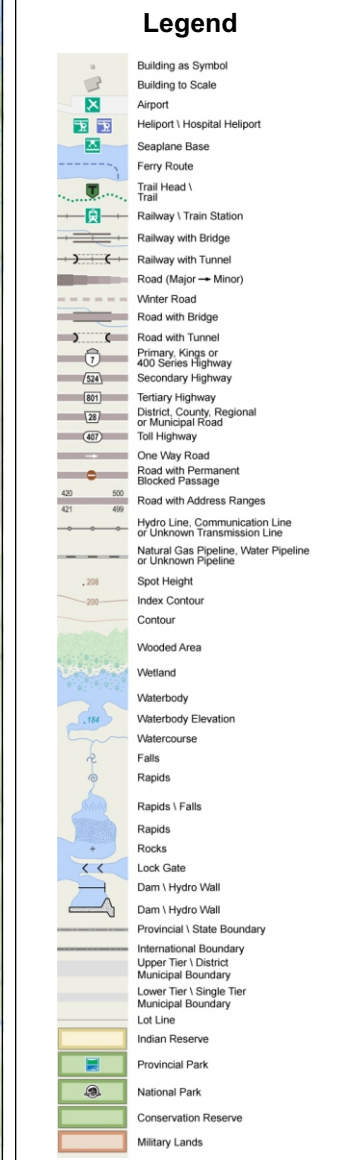 Legend
Building as Symbol
Building to Scale
Airport
Heliport \ Hospital Heliport
Seaplane Base
Ferry Route
T
Trail Head \
Trail
Railway \ Train Station
Railway with Bridge
Railway with Tunnel
Road (Major → Minor)
Winter Road
Road with Bridge
Road with Tunnel
7
Primary, Kings or
400 Series Highway
524 Secondary Highway
801 Tertiary Highway
28
District, County, Regional
or Municipal Road
407 Toll Highway
One Way Road
Road with Permanent
Blocked Passage
420 500
Road with Address Ranges
421 499
Hydro Line, Communication Line
or Unknown Transmission Line
Natural Gas Pipeline, Water Pipeline
or Unknown Pipeline
.208 Spot Height
200 Index Contour
Contour
Wooded Area
Wetland
Waterbody
.184 Waterbody Elevation
Watercourse
Falls
Rapids
Rapids \ Falls
Rapids
Rocks
Lock Gate
Dam \ Hydro Wall
Dam \ Hydro Wall
Provincial \ State Boundary
International Boundary
Upper Tier \ District
Municipal Boundary
Lower Tier \ Single Tier
Municipal Boundary
Lot Line
Indian Reserve
Provincial Park
National Park
Conservation Reserve
Military Lands